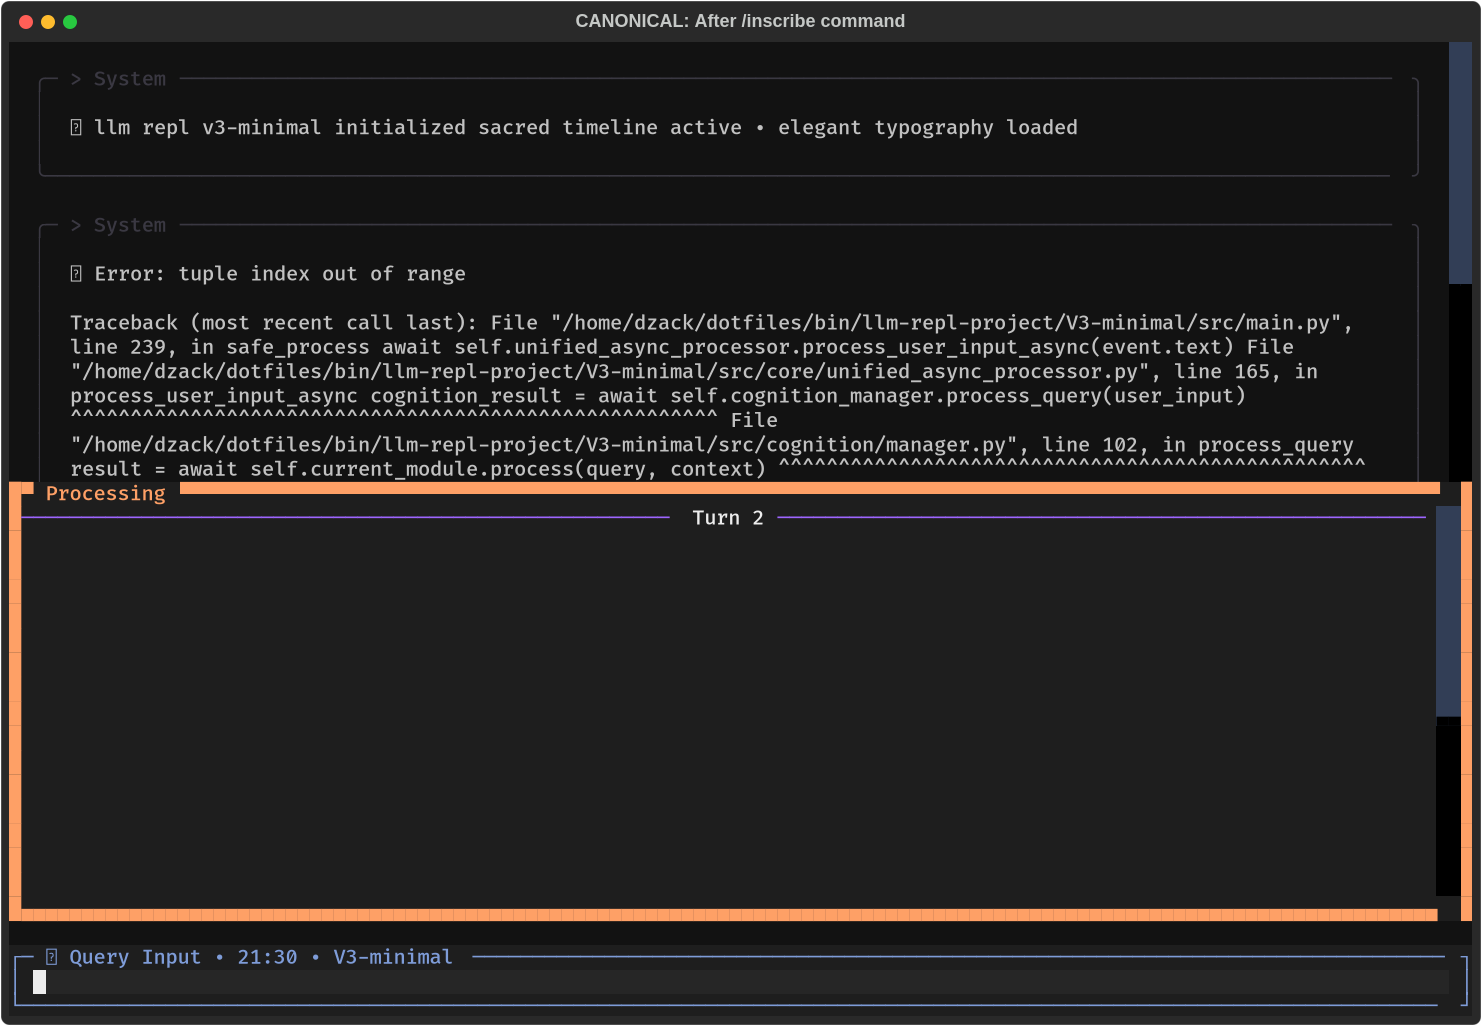 CANONICAL: After /inscribe command
> System
llm repl v3-minimal initialized sacred timeline active • elegant typography loaded
> System
Error: tuple index out of range
Traceback (most recent call last): File "/home/dzack/dotfiles/bin/llm-repl-project/V3-minimal/src/main.py",
line 239, in safe_process await self.unified_async_processor.process_user_input_async(event.text) File
"/home/dzack/dotfiles/bin/llm-repl-project/V3-minimal/src/core/unified_async_processor.py", line 165, in
process_user_input_async cognition_result = await self.cognition_manager.process_query(user_input)
^^^^^^^^^^^^^^^^^^^^^^^^^^^^^^^^^^^^^^^^^^^^^^^^^^^^^^ File
"/home/dzack/dotfiles/bin/llm-repl-project/V3-minimal/src/cognition/manager.py", line 102, in process_query
result = await self.current_module.process(query, context) ^^^^^^^^^^^^^^^^^^^^^^^^^^^^^^^^^^^^^^^^^^^^^^^^^
Processing
Turn 2
Query Input • 21:30 • V3-minimal